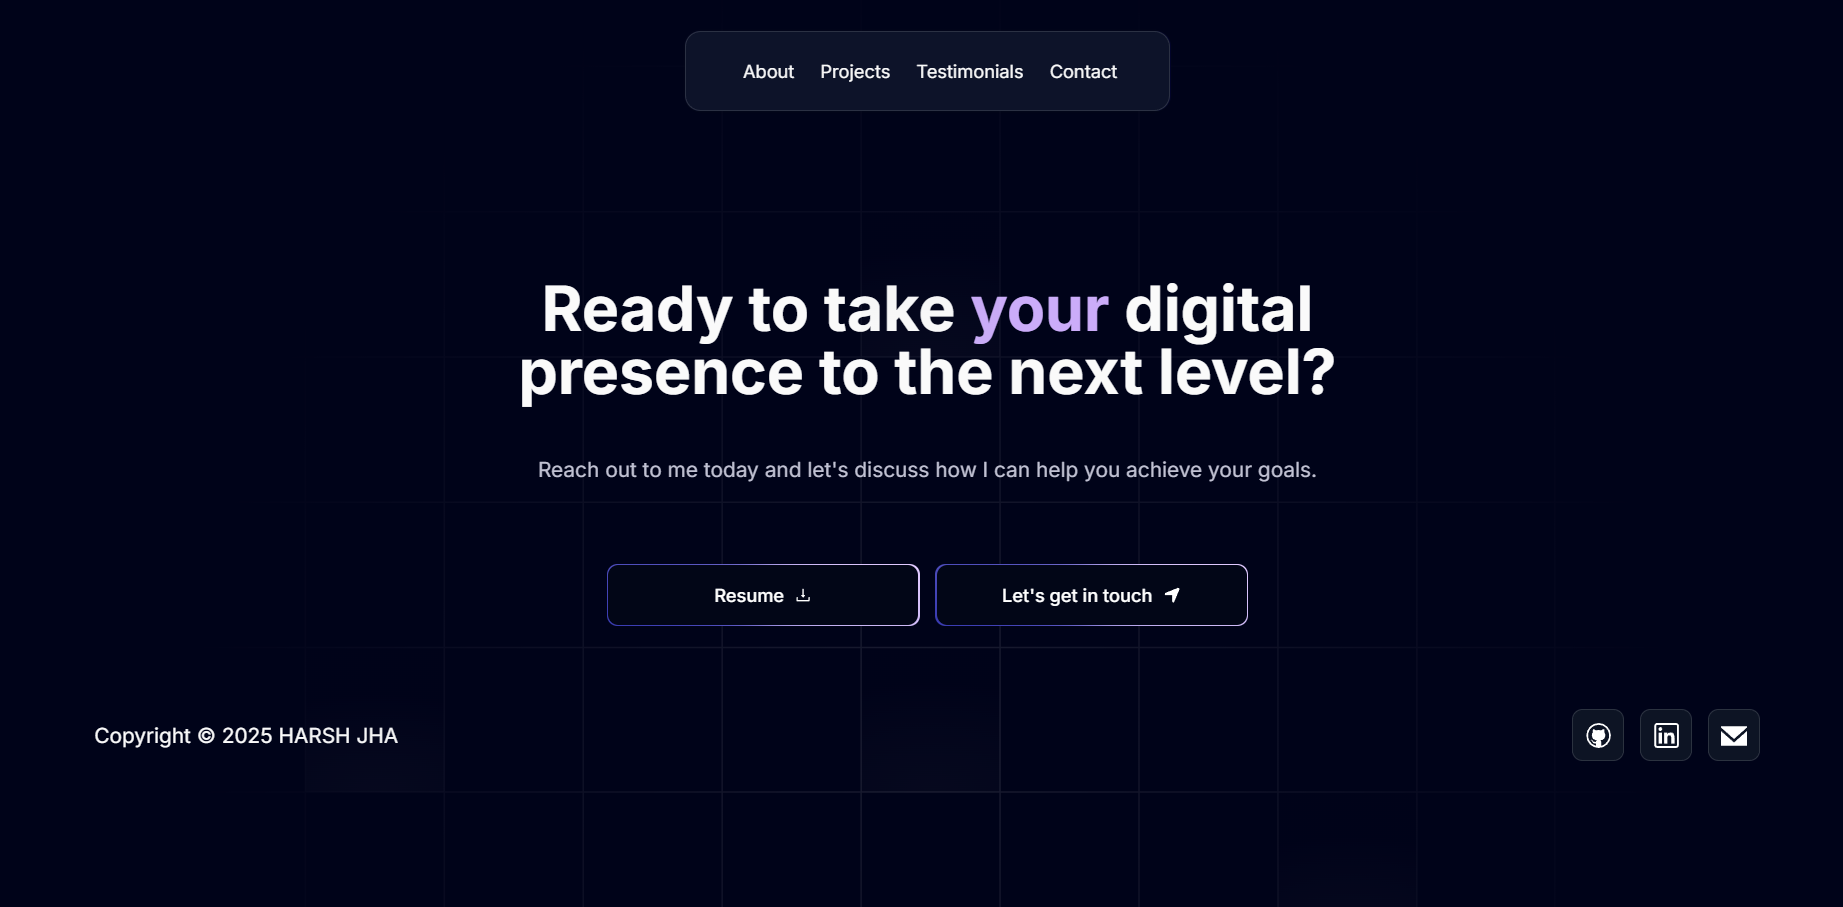 About Projects Testimonials Contact
Ready to take your digital
presence to the next level?
Reach out to me today and let's discuss how I can help you achieve your goals.
Resume
Let's get in touch
Copyright © 2025 HARSH JHA
in